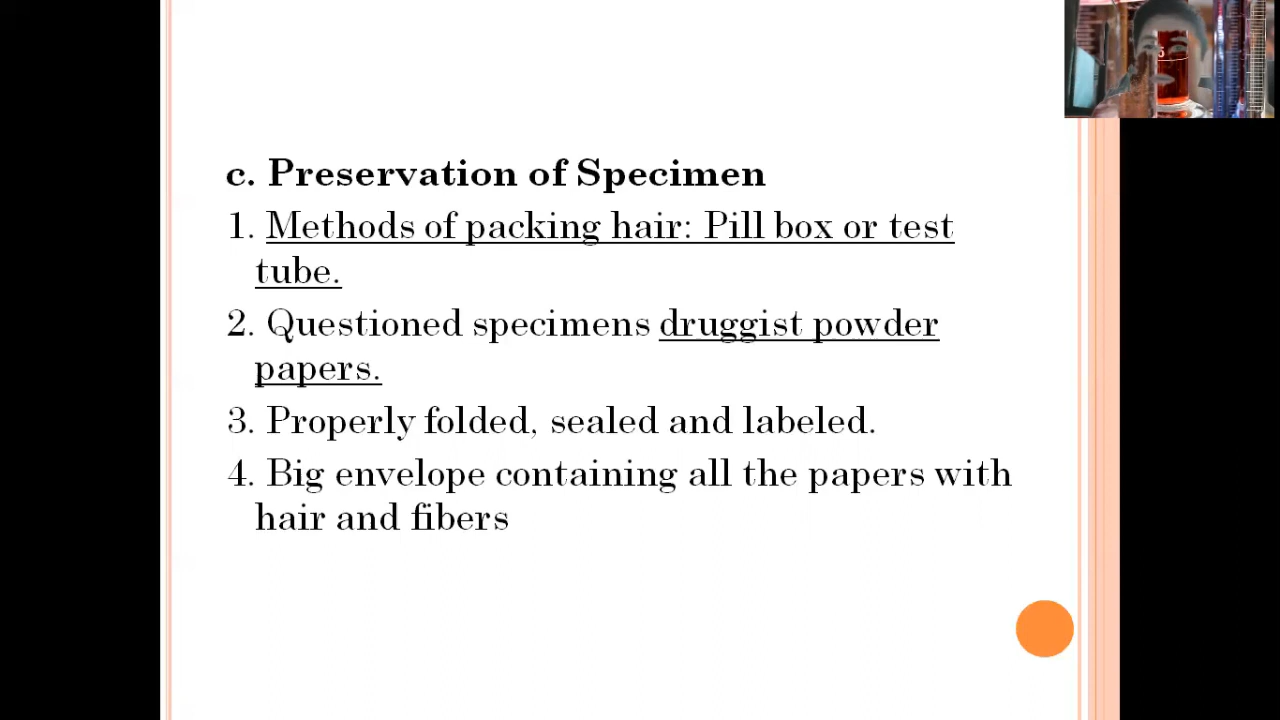 c. Preservation of Specimen
1. Methods of packing hair: Pill box or test
tube.
2. Questioned specimens druggist powder
papers.
3. Properly folded, sealed and labeled.
4. Big envelope containing all the papers with
hair and fibers